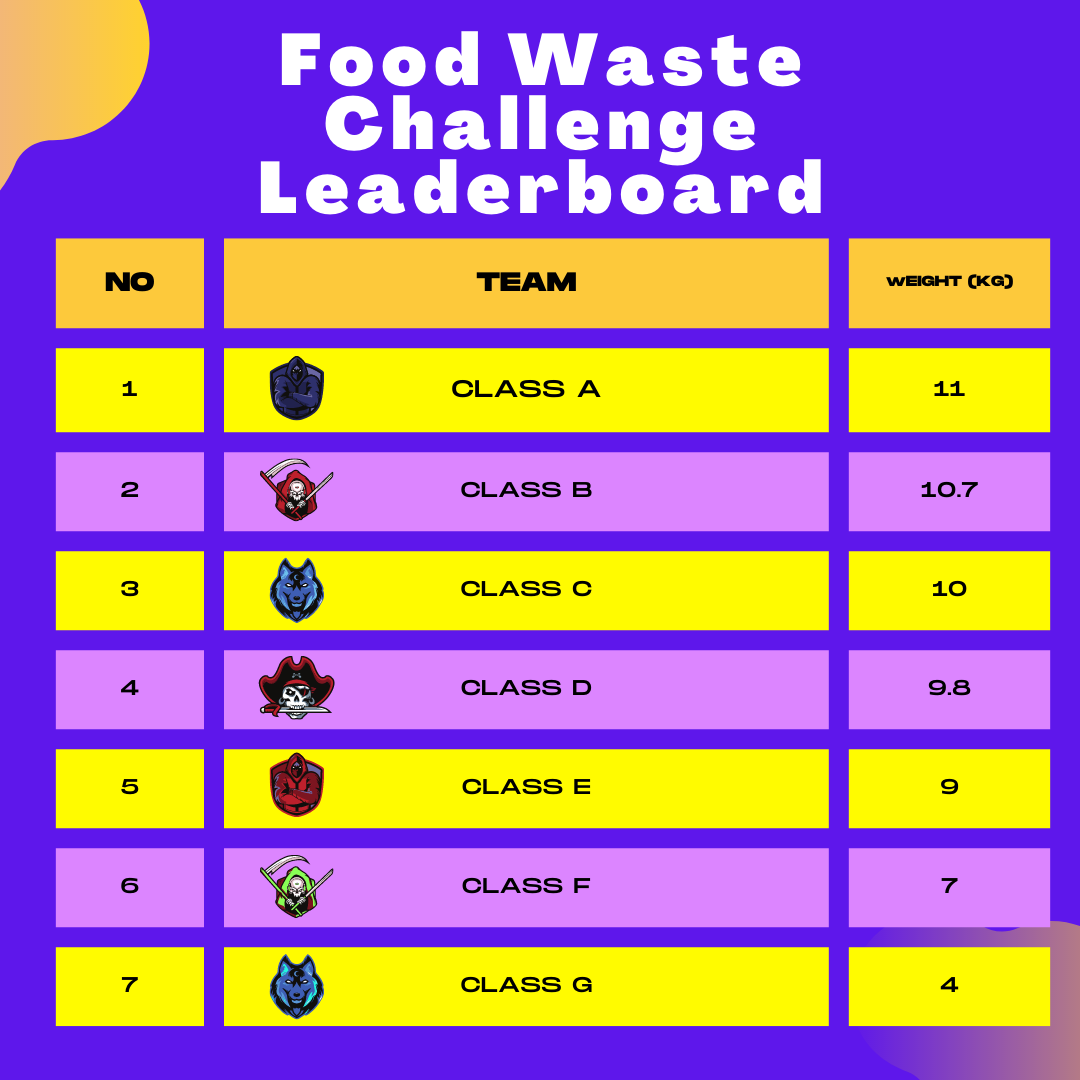 Food Waste
Challenge
Leaderboard
NO TEAM WEIGHT (KG)
1 CLASS A 11
2 CLASS B 10.7
3 CLASS C 10
4 CLASS D 9.8
5 CLASS E 9
6 CLASS F 7
7 CLASS G 4